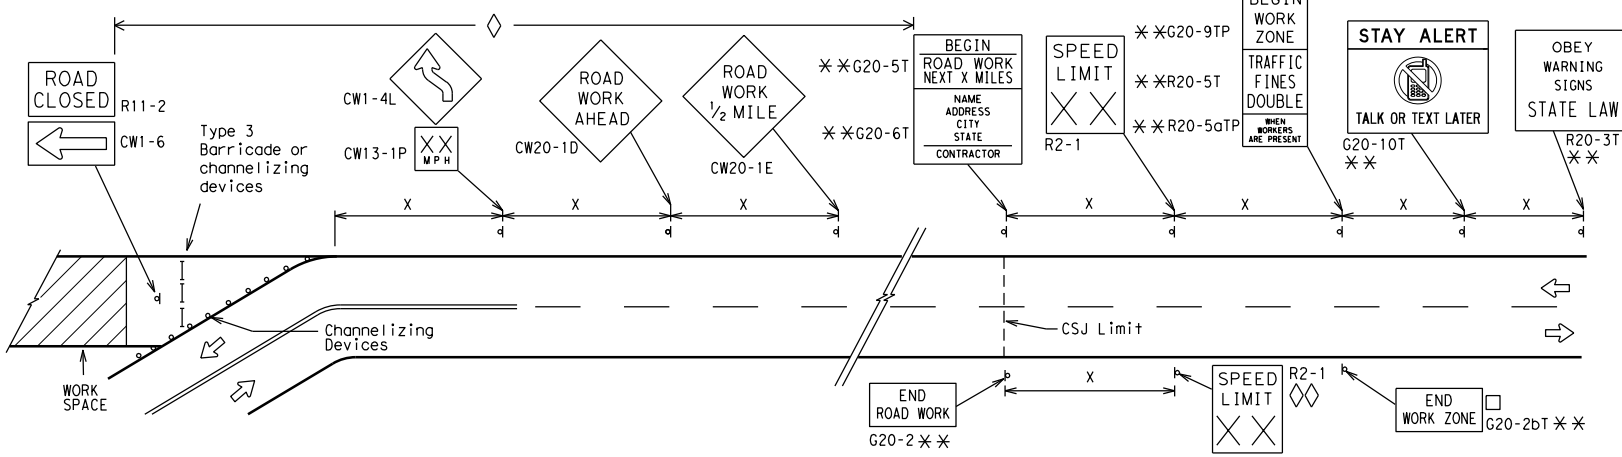 ROAD
CLOSED
R11-2
CW1-6
Type 3
Barricade or
channelizing
devices
CW1-4L
XX
MPH
CW13-1P
ROAD
WORK
AHEAD
CW20-1D
ROAD
WORK
1/2 MILE
CW20-1E
**G20-5T
BEGIN
ROAD WORK
NEXT X MILES
**G20-6T
NAME
ADDRESS
CITY
STATE
CONTRACTOR
SPEED
LIMIT
XX
R2-1
**G20-9TP
BEGIN
WORK
ZONE
**R20-5T
TRAFFIC
FINES
DOUBLE
**R20-5aTP
WHEN
WORKERS
ARE PRESENT
STAY ALERT
TALK OR TEXT LATER
G20-10T
**
OBEY
WARNING
SIGNS
STATE LAW
R20-3T
**
X
X
X
X
X
X
X
Channelizing
Devices
CSJ Limit
WORK
SPACE
END
ROAD WORK
G20-2 **
X
SPEED
LIMIT
XX
R2-1
END
WORK ZONE
G20-2bT **